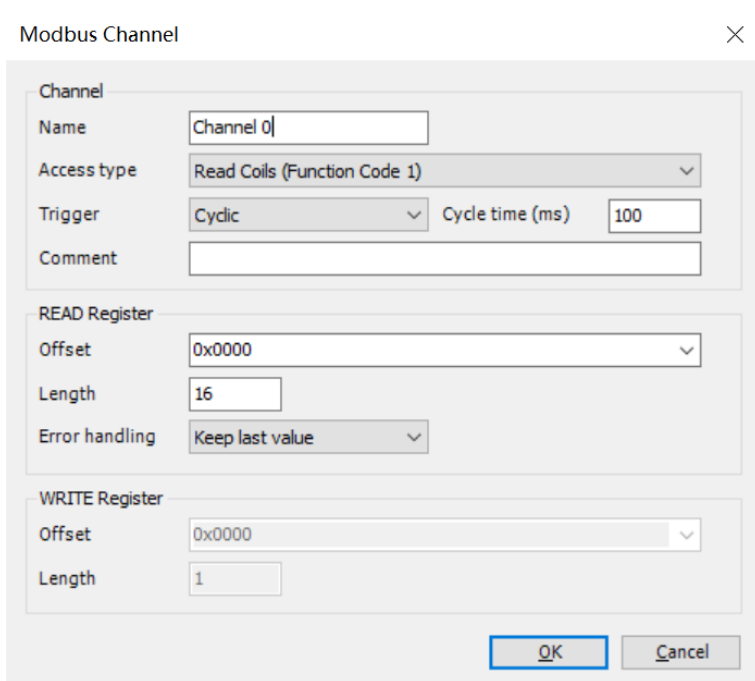 Modbus Channel
Channel
Name Channel 0
Access type Read Coils (Function Code 1)
Trigger Cyclic Cycle time (ms) 100
Comment
READ Register
Offset 0x0000
Length 16
Error handling Keep last value
WRITE Register
Offset 0x0000
Length 1
OK Cancel